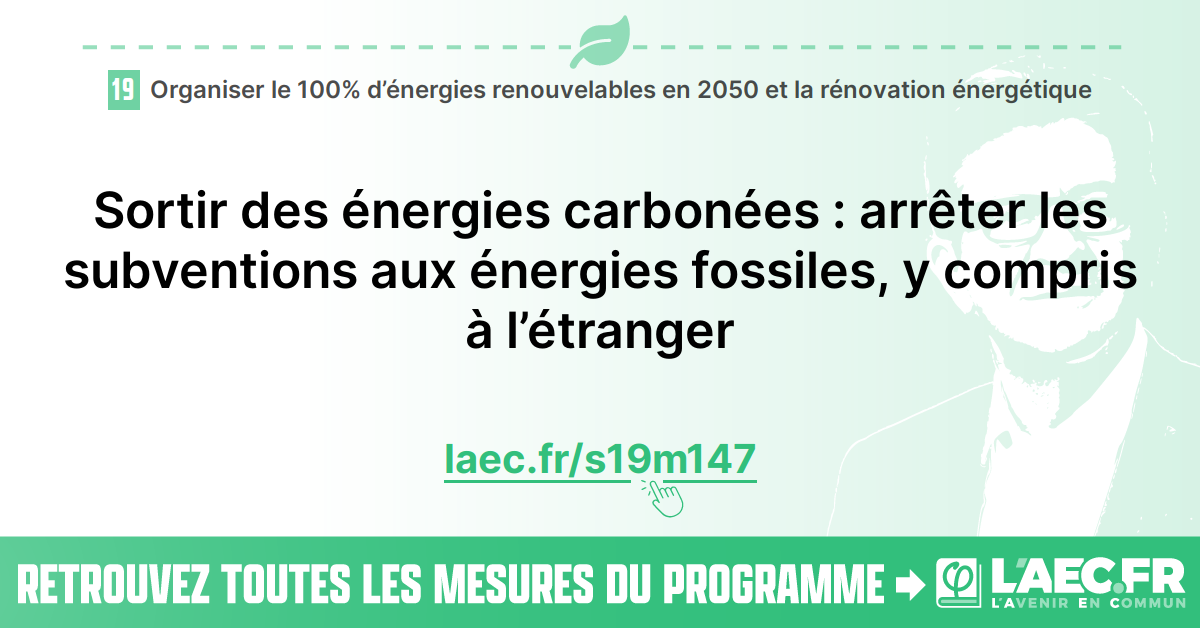 19 Organiser le 100% d’énergies renouvelables en 2050 et la rénovation énergétique
Sortir des énergies carbonées : arrêter les
subventions aux énergies fossiles, y compris
à l’étranger
laec.fr/s19m147
RETROUVEZ TOUTES LES MESURES DU PROGRAMME
φ L'AEC.FR
L'AVENIR EN COMMUN